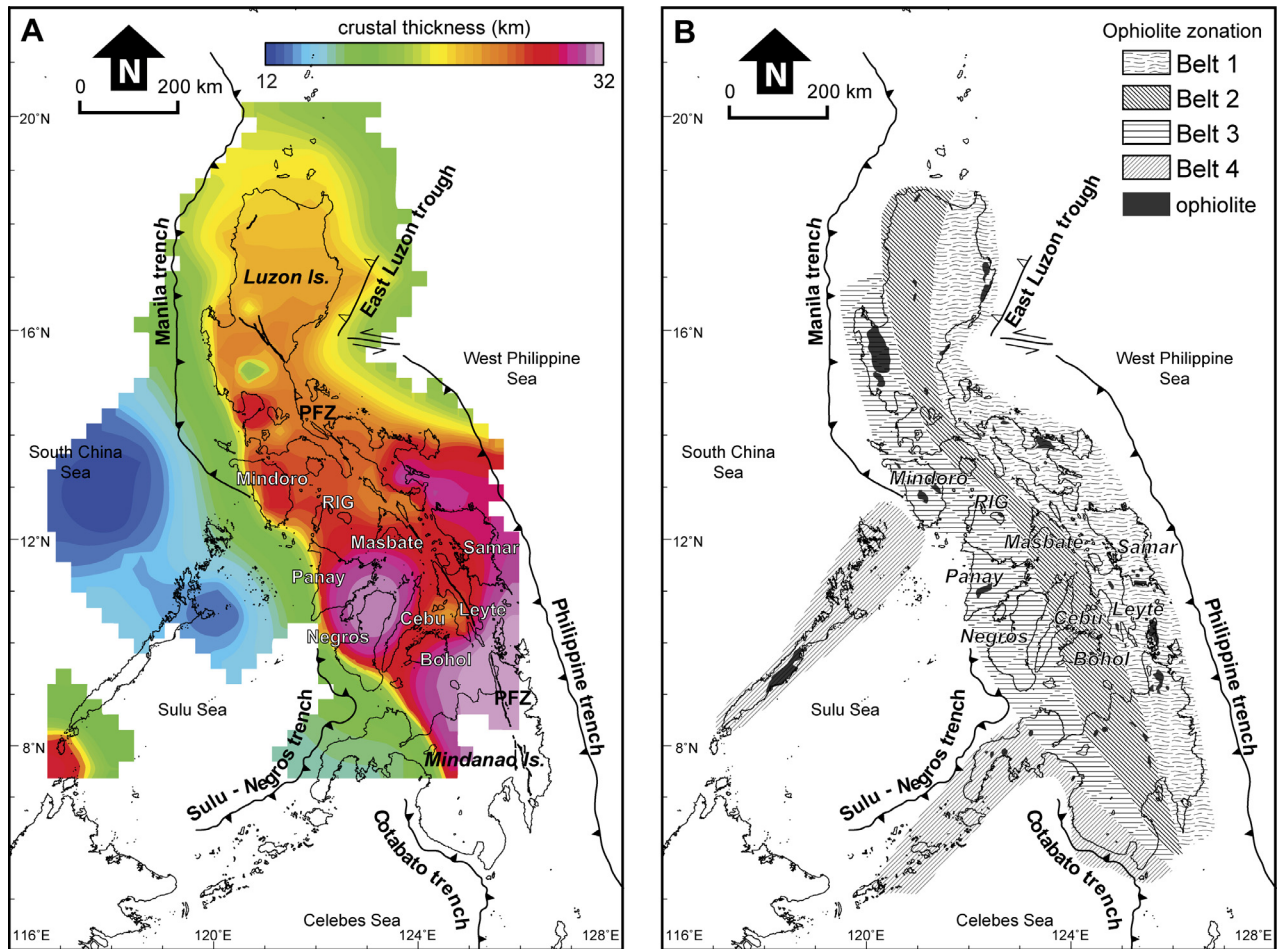 A
N
0 200 km
crustal thickness (km)
12 32
20°N
16°N
12°N
8°N
116°E
120°E
124°E
128°E
Manila trench
Luzon Is.
East Luzon trough
West Philippine
Sea
PFZ
South China
Sea
Mindoro
RIG
Masbate
Samar
Panay
Cebu
Leyte
Negros
Bohol
PFZ
Philippine trench
Sulu Sea
Mindanao Is.
Sulu - Negros trench
Cotabato trench
Celebes Sea
B
N
0 200 km
Ophiolite zonation
Belt 1
Belt 2
Belt 3
Belt 4
ophiolite
20°N
16°N
12°N
8°N
116°E
120°E
124°E
128°E
Manila trench
East Luzon trough
West Philippine
Sea
South China
Sea
Mindoro
RIG
Masbate
Samar
Panay
Cebu
Leyte
Negros
Bohol
Philippine trench
Sulu Sea
Sulu - Negros trench
Cotabato trench
Celebes Sea